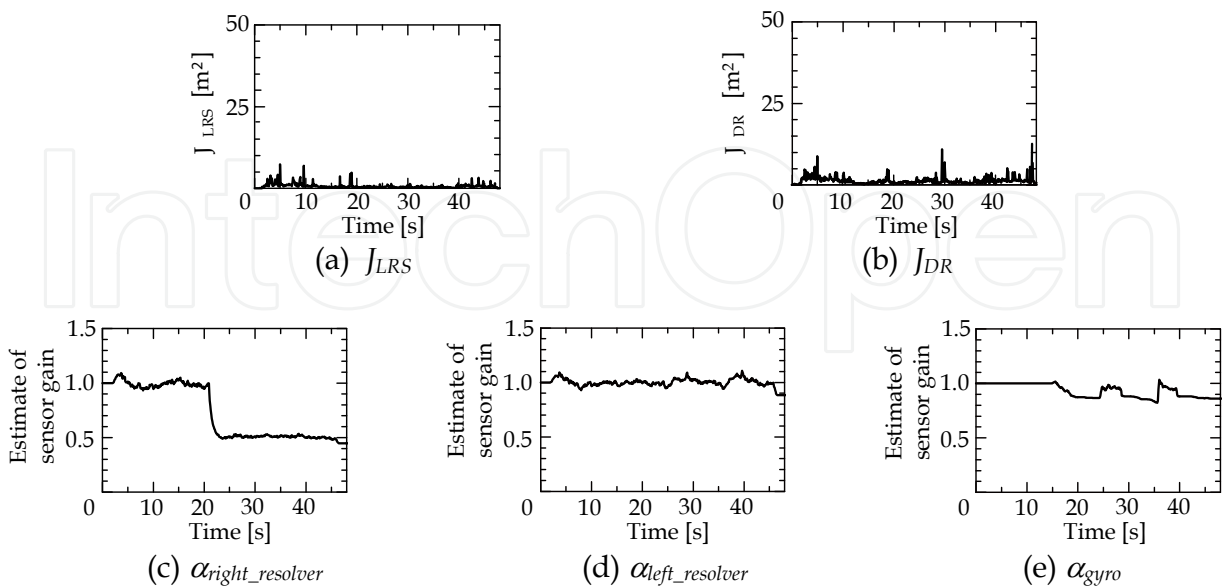 50
25
0
J LRS [m²]
0 10 20 30 40
Time [s]
(a) J_LRS
50
25
0
J DR [m²]
0 10 20 30 40
Time [s]
(b) J_DR
IntechOpen
1.5
1.0
0.5
Estimate of
sensor gain
0 10 20 30 40
Time [s]
(c) α_right_resolver
1.5
1.0
0.5
Estimate of
sensor gain
0 10 20 30 40
Time [s]
(d) α_left_resolver
1.5
1.0
0.5
Estimate of
sensor gain
0 10 20 30 40
Time [s]
(e) α_gyro